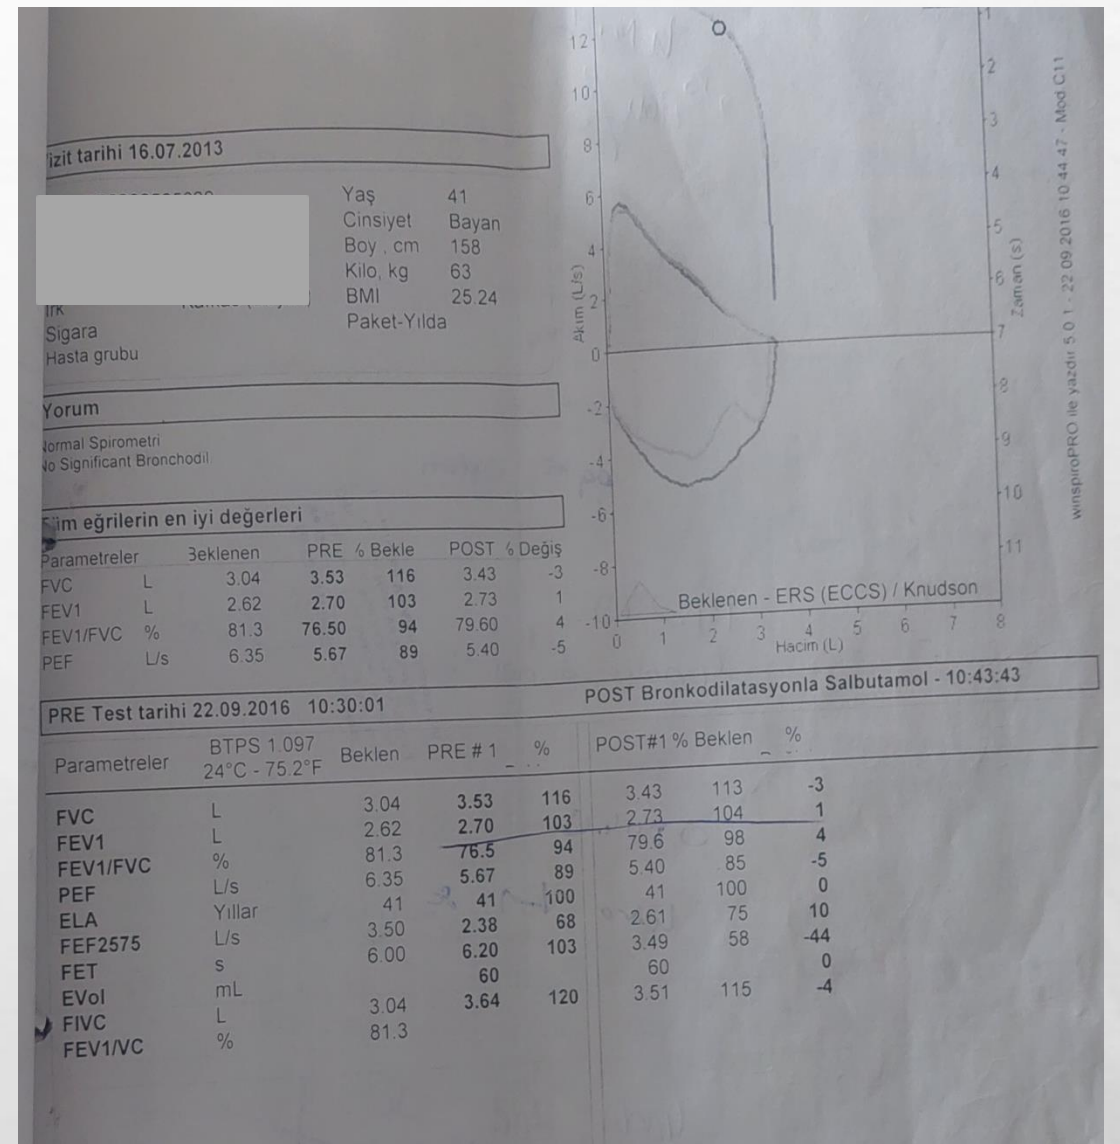 izit tarihi 16.07.2013
Yaş 41
Cinsiyet Bayan
Boy , cm 158
Kilo, kg 63
BMI 25.24
Irk
Sigara Paket-Yılda
Hasta grubu
Yorum
Normal Spirometri
No Significant Bronchodil
Tüm eğrilerin en iyi değerleri
Parametreler Beklenen PRE % Bekle POST % Değiş
FVC L 3.04 3.53 116 3.43 -3
FEV1 L 2.62 2.70 103 2.73 1
FEV1/FVC % 81.3 76.50 94 79.60 4
PEF L/s 6.35 5.67 89 5.40 -5
12
10
8
6
4
2
0
-2
-4
-6
-8
-10
Akım (L/s)
1
2
3
4
5
6
7
8
9
10
11
Zaman (s)
Beklenen - ERS (ECCS) / Knudson
0 1 2 3 4 5 6 7 8
Hacim (L)
winspiroPRO ile yazdır 5 0 1 - 22 09 2016 10 44 47 - Mod C11
PRE Test tarihi 22.09.2016 10:30:01 POST Bronkodilatasyonla Salbutamol - 10:43:43
Parametreler BTPS 1.097 Beklen PRE # 1 % POST#1 % Beklen %
24°C - 75.2°F
FVC L 3.04 3.53 116 3.43 113 -3
FEV1 L 2.62 2.70 103 2.73 104 1
FEV1/FVC % 81.3 76.5 94 79.6 98 4
PEF L/s 6.35 5.67 89 5.40 85 -5
ELA Yıllar 41 41 100 41 100 0
FEF2575 L/s 3.50 2.38 68 2.61 75 10
FET s 6.00 6.20 103 3.49 58 -44
EVol mL 60 60 0
FIVC L 3.04 3.64 120 3.51 115 -4
FEV1/VC % 81.3